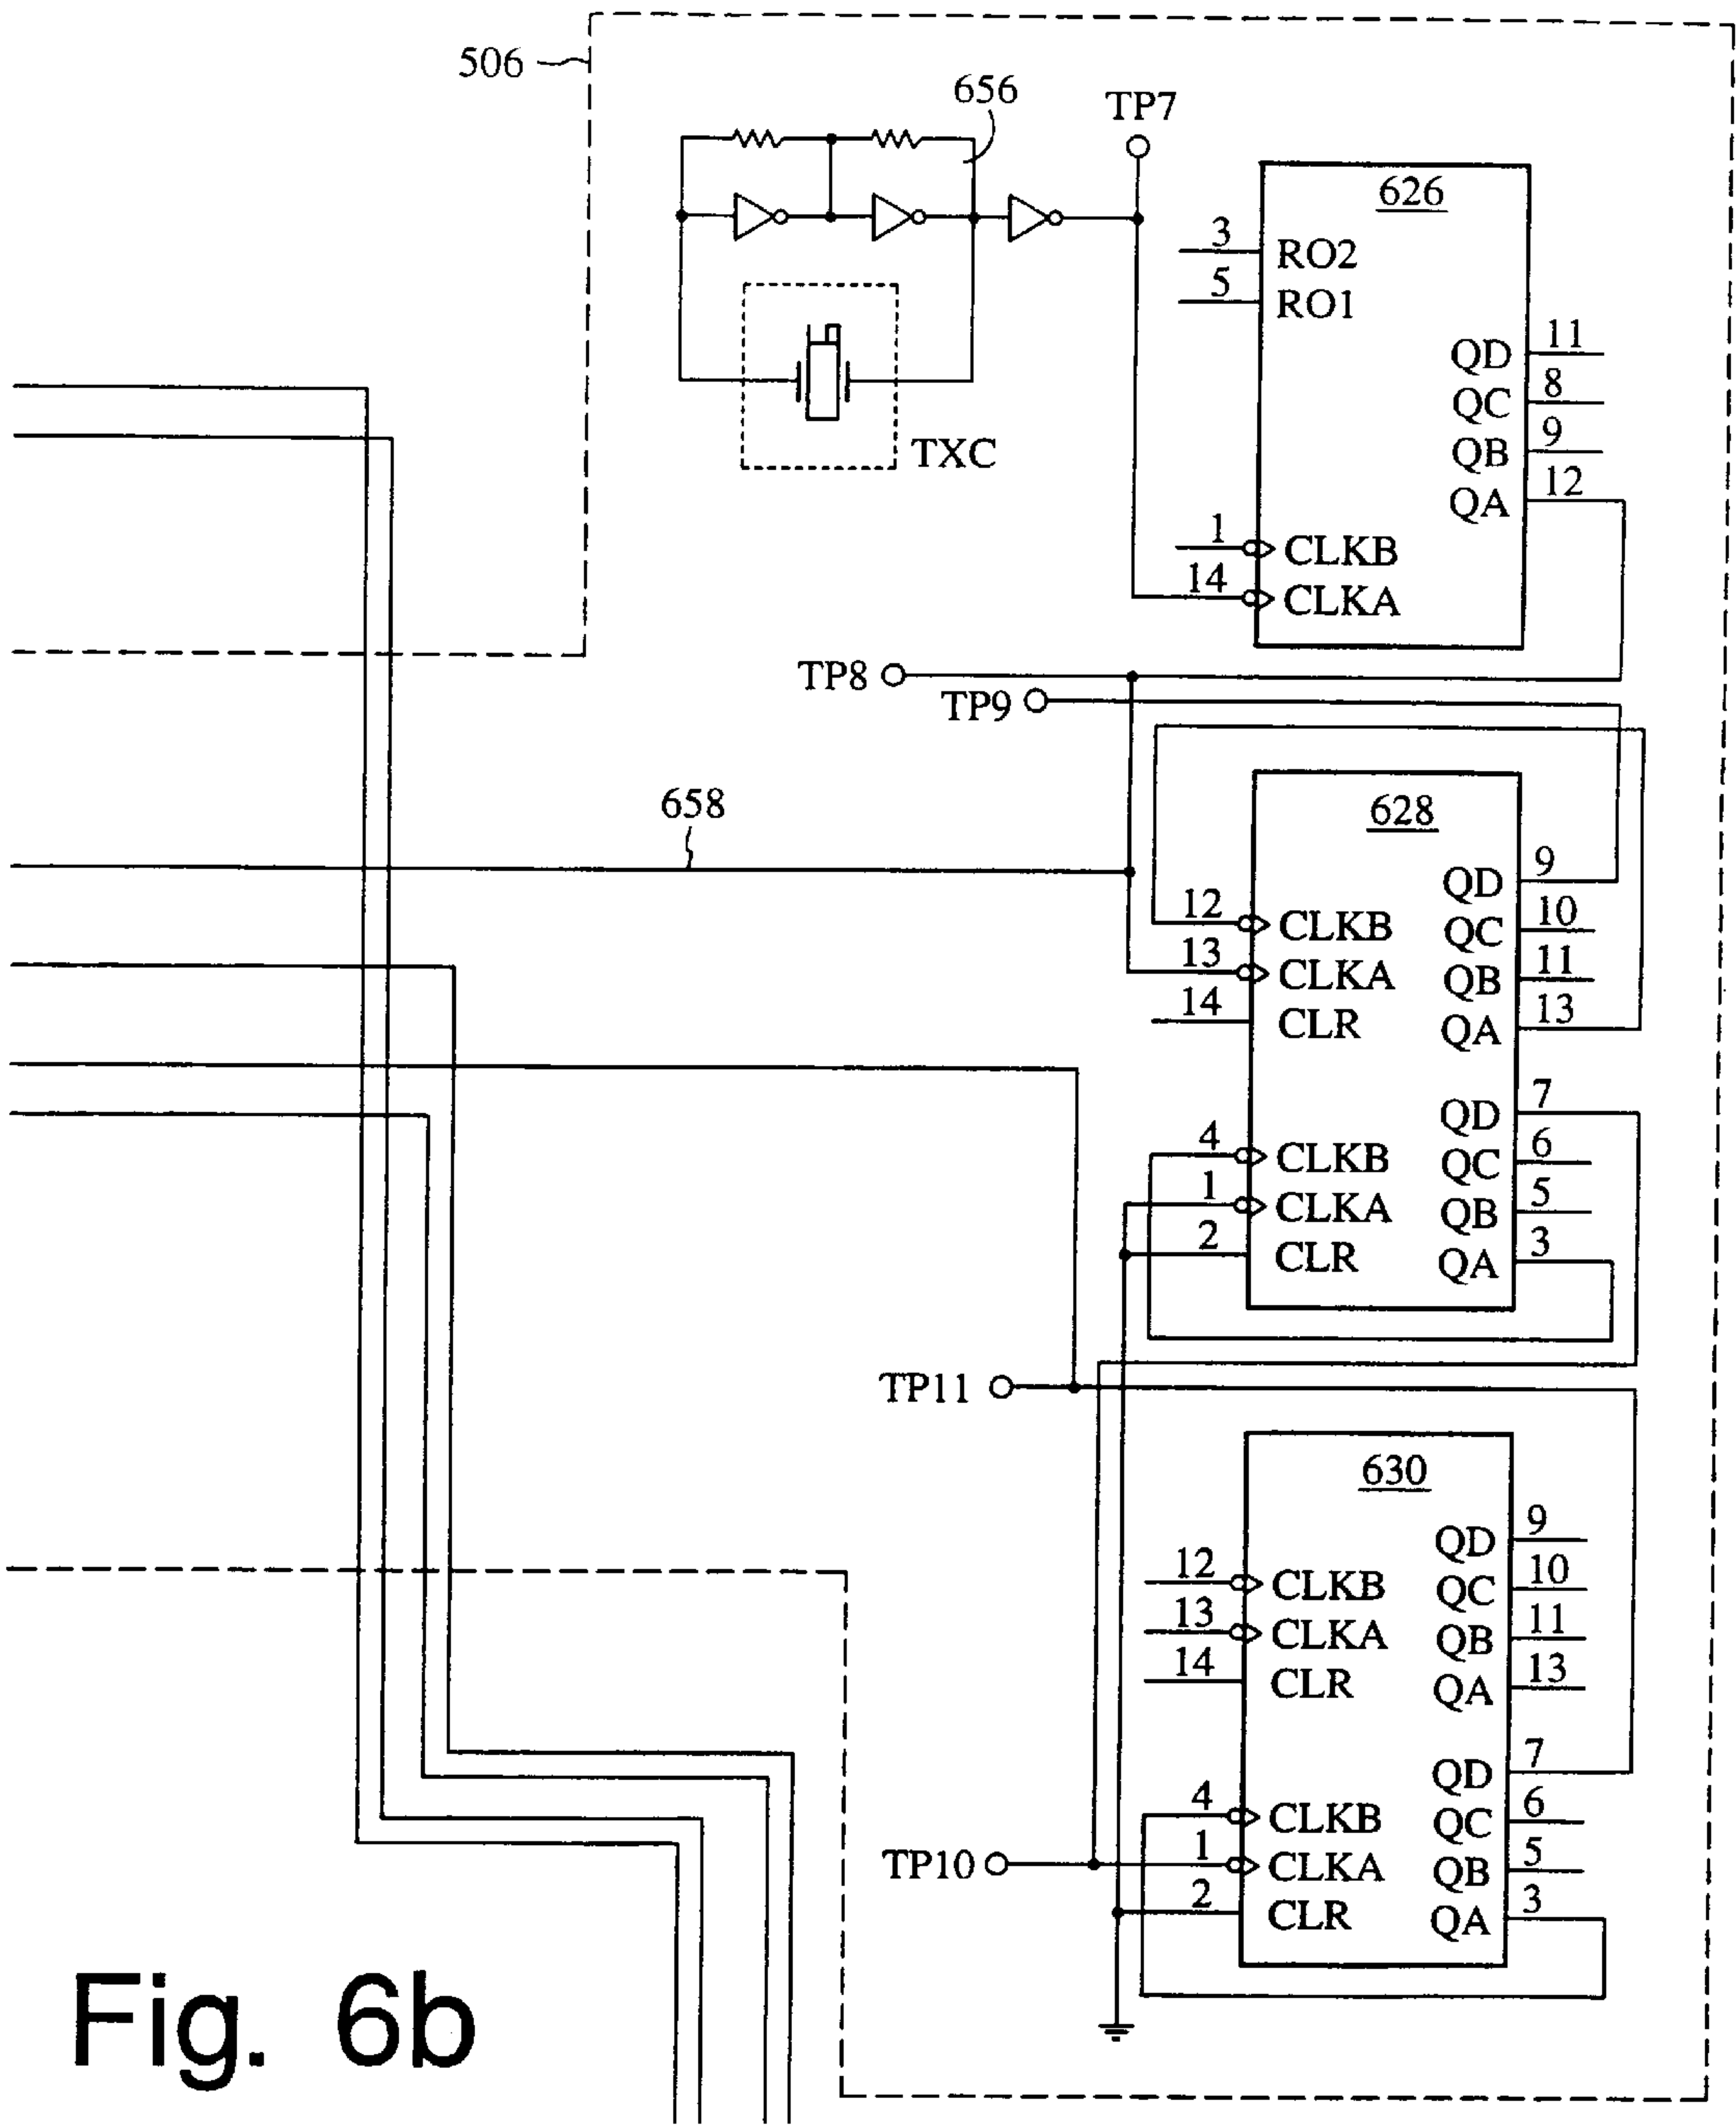 506
656
TP7
TXC
626
3 RO2
5 RO1
QD 11
QC 8
QB 9
QA 12
1 CLKB
14 CLKA
TP8
TP9
658
628
QD 9
12 CLKB
QC 10
13 CLKA
QB 11
14 CLR
QA 13
QD 7
4 CLKB
QC 6
1 CLKA
QB 5
2 CLR
QA 3
TP11
630
QD 9
12 CLKB
QC 10
13 CLKA
QB 11
14 CLR
QA 13
QD 7
4 CLKB
QC 6
TP10
1 CLKA
QB 5
2 CLR
QA 3
Fig. 6b